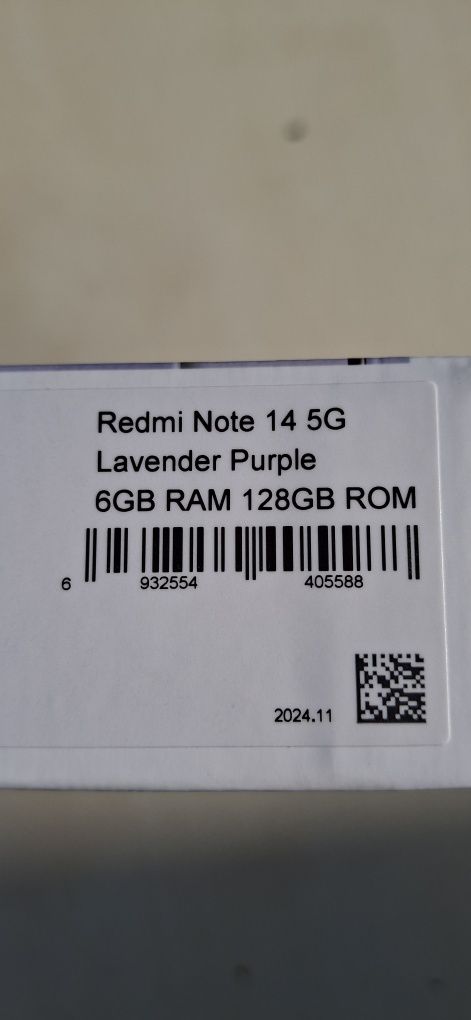 Redmi Note 14 5G
Lavender Purple
6GB RAM 128GB ROM
6 932554 405588
2024.11